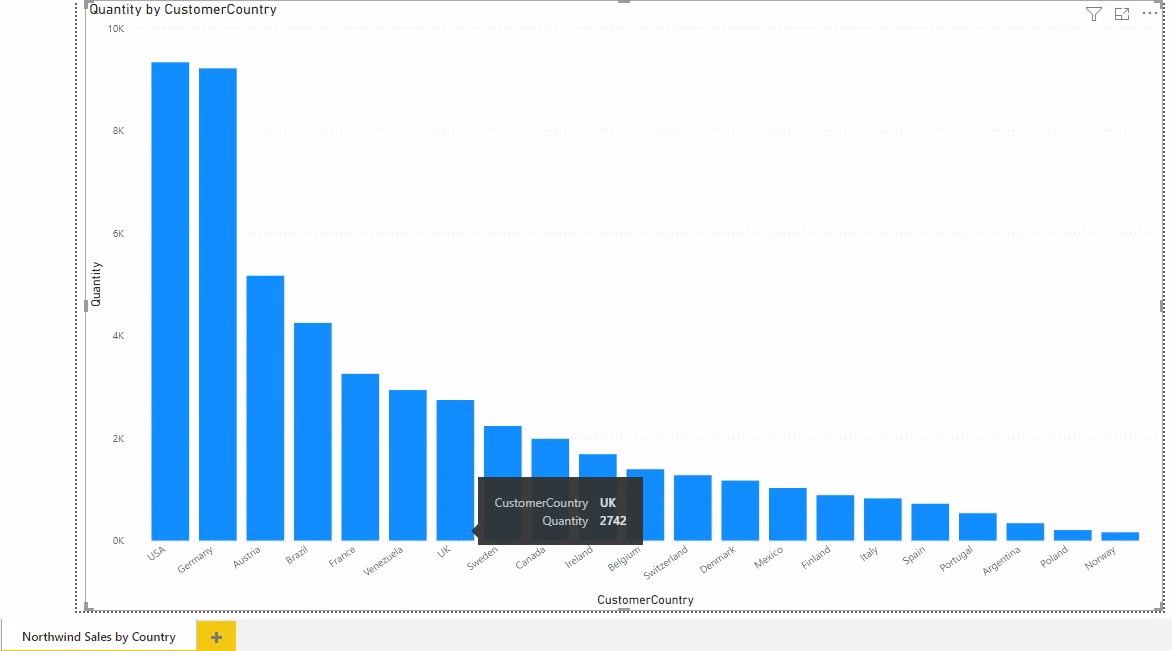 Quantity by CustomerCountry
10K
8K
6K
4K
2K
0K
Quantity
USA
Germany
Austria
Brazil
France
Venezuela
UK
Sweden
Canada
Ireland
Belgium
Switzerland
Denmark
Mexico
Finland
Italy
Spain
Portugal
Argentina
Poland
Norway
CustomerCountry UK
Quantity 2742
CustomerCountry
Northwind Sales by Country